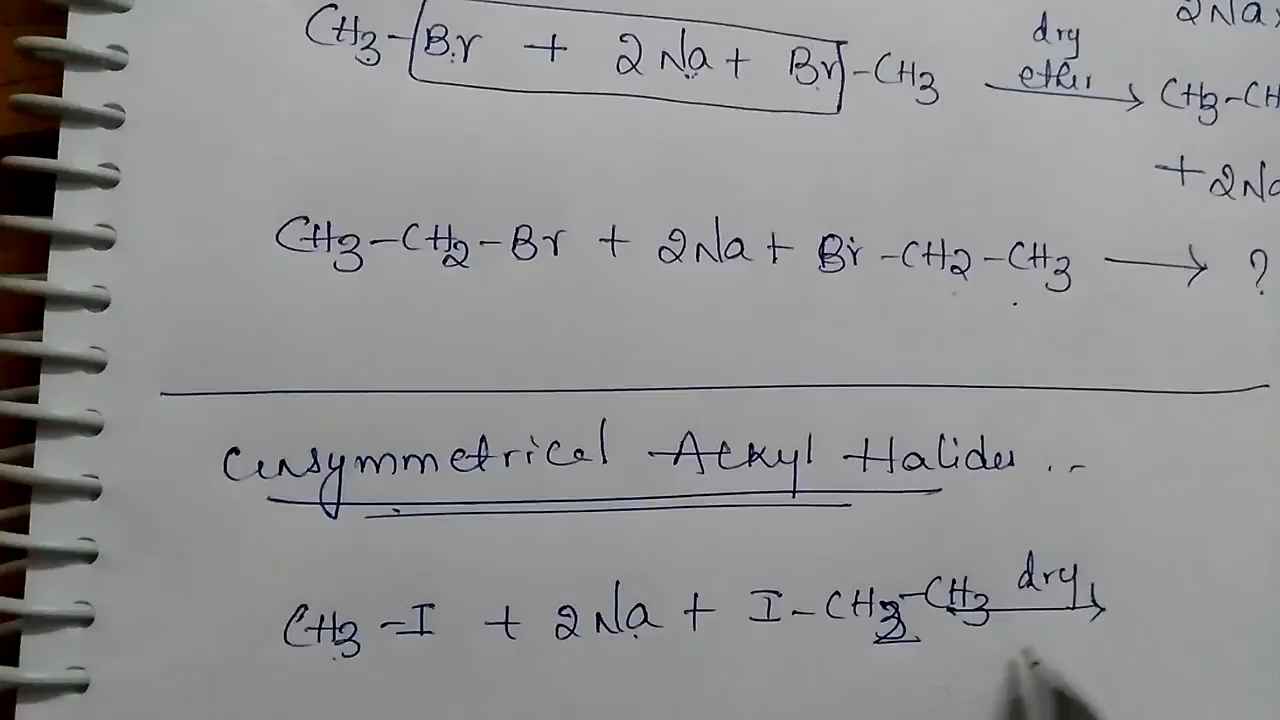 2Na
CH3-Br + 2Na + Br-CH3 dry ether → CH3-CH
+ 2Na
CH3-CH2-Br + 2Na + Br-CH2-CH3 → ?
Unsymmetrical Alkyl Halides ..
CH3-I + 2Na + I-CH2-CH3 dry →